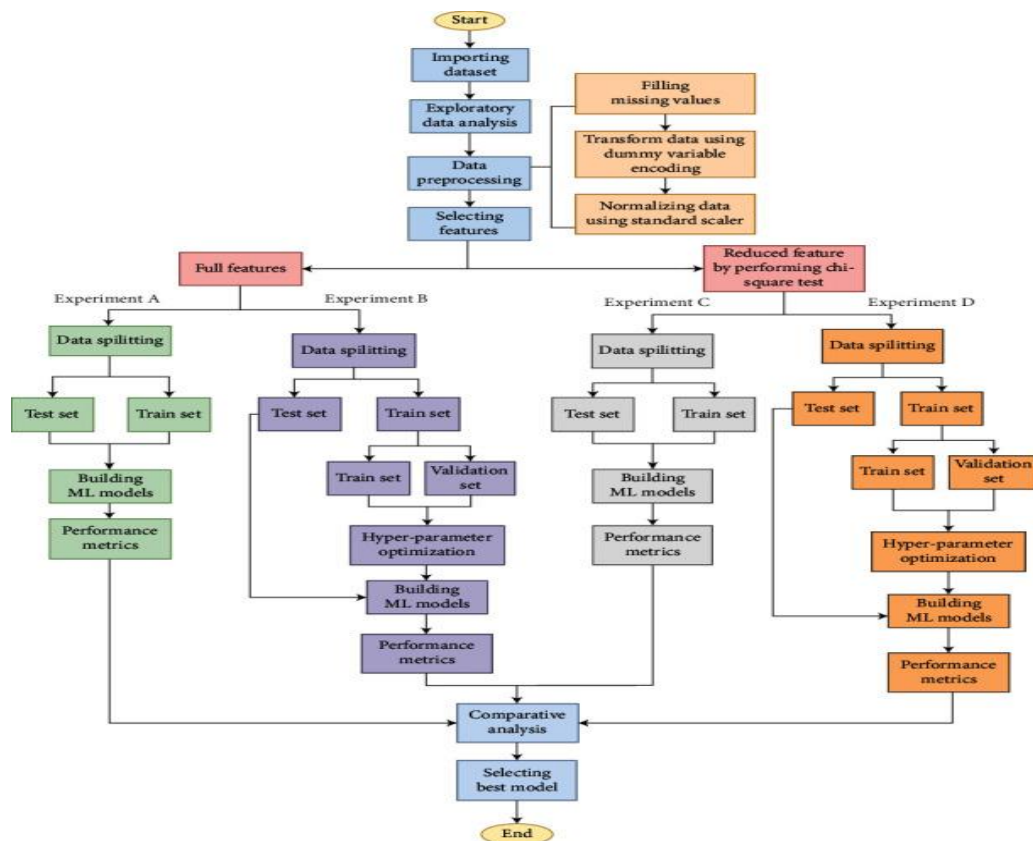 Start
Importing
dataset
Exploratory
data analysis
Data
preprocessing
Selecting
features
Filling
missing values
Transform data using
dummy variable
encoding
Normalizing data
using standard scaler
Full features
Reduced feature
by performing chi-
square test
Experiment A
Experiment B
Experiment C
Experiment D
Data spilitting
Test set
Train set
Building
ML models
Performance
metrics
Data spilitting
Test set
Train set
Train set
Validation
set
Hyper-parameter
optimization
Building
ML models
Performance
metrics
Data spilitting
Test set
Train set
Building
ML models
Performance
metrics
Data spilitting
Test set
Train set
Train set
Validation
set
Hyper-parameter
optimization
Building
ML models
Performance
metrics
Comparative
analysis
Selecting
best model
End